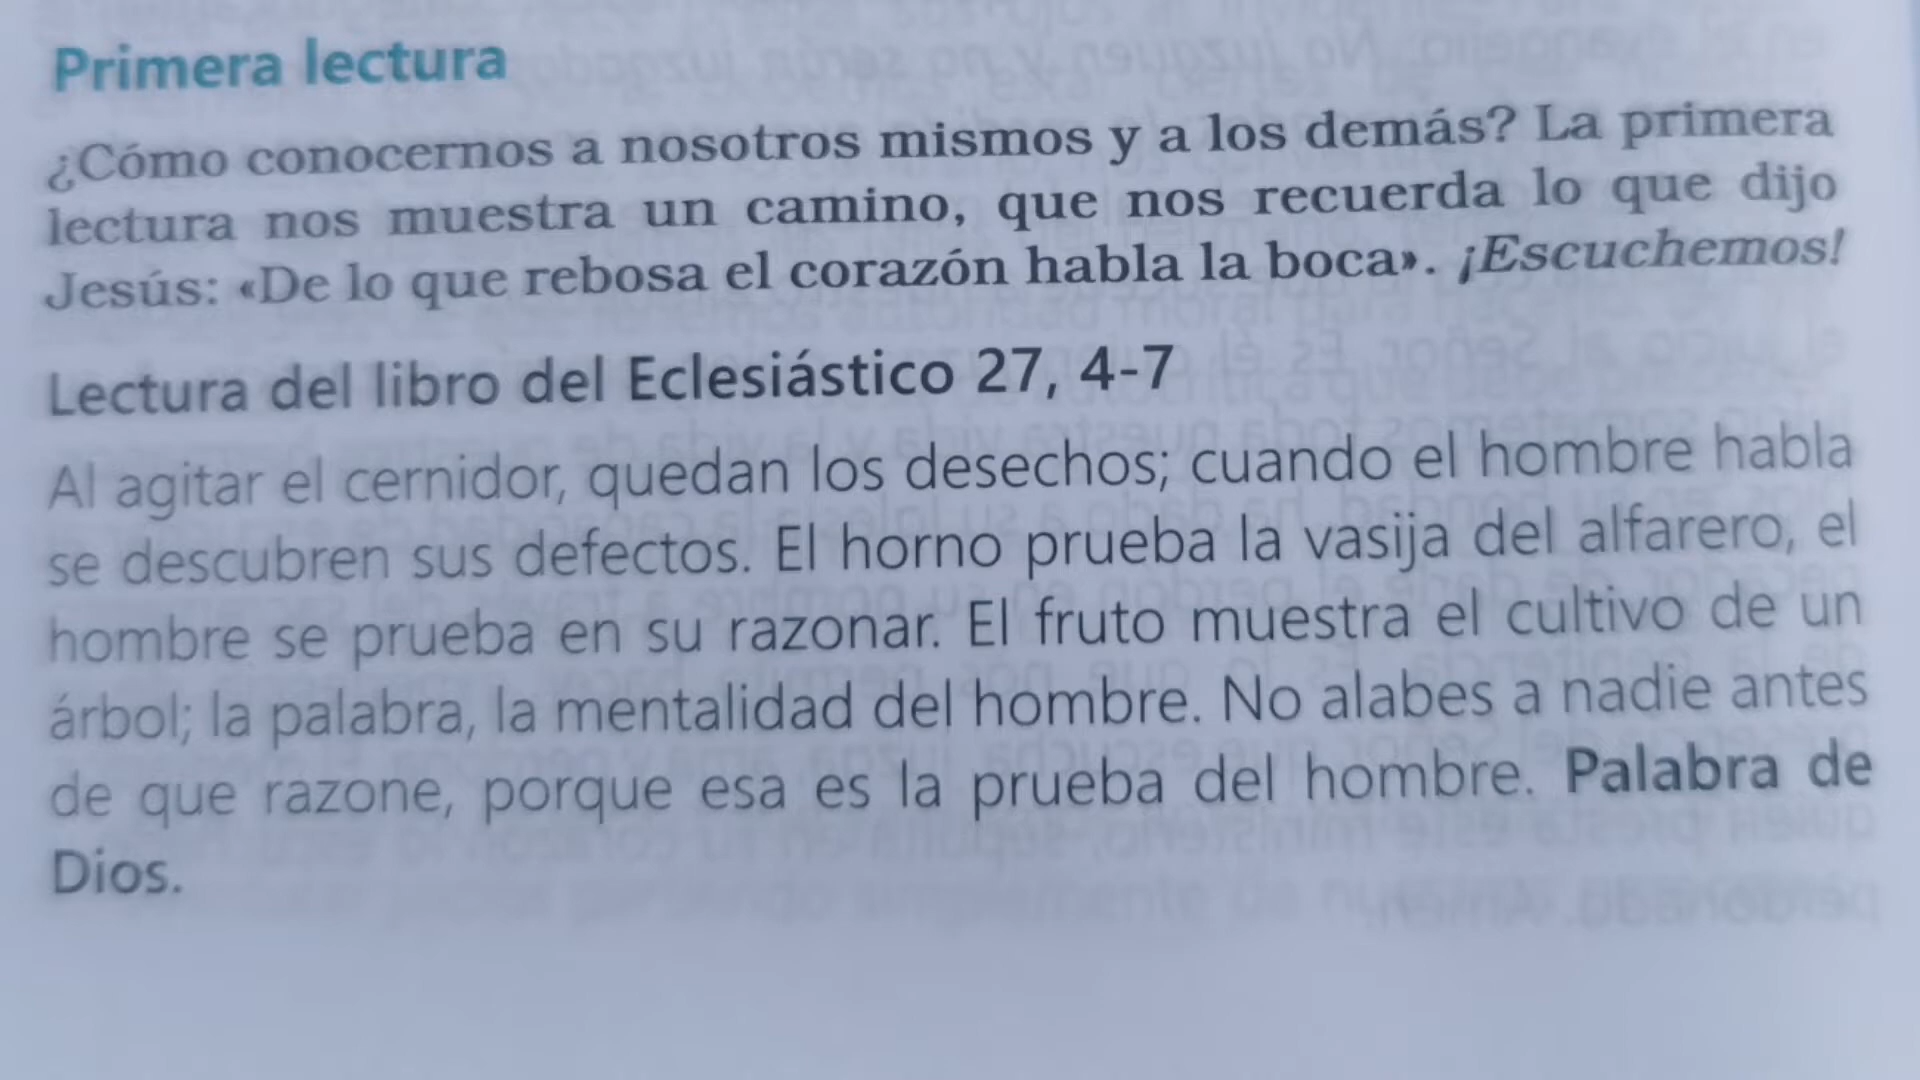 Primera lectura
¿Cómo conocernos a nosotros mismos y a los demás? La primera
lectura nos muestra un camino, que nos recuerda lo que dijo
Jesús: «De lo que rebosa el corazón habla la boca». ¡Escuchemos!
Lectura del libro del Eclesiástico 27, 4-7
Al agitar el cernidor, quedan los desechos; cuando el hombre habla
se descubren sus defectos. El horno prueba la vasija del alfarero, el
hombre se prueba en su razonar. El fruto muestra el cultivo de un
árbol; la palabra, la mentalidad del hombre. No alabes a nadie antes
de que razone, porque esa es la prueba del hombre. Palabra de
Dios.